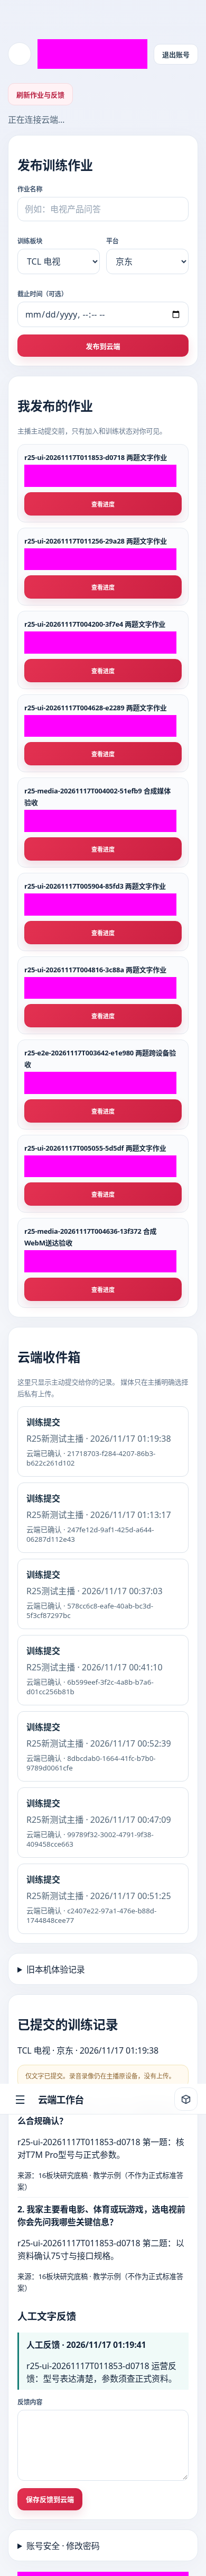 退出账号
刷新作业与反馈
正在连接云端...
发布训练作业
作业名称
例如：电视产品问答
训练板块
平台
TCL 电视
京东
截止时间（可选）
mm/dd/yyyy, --:-- --
发布到云端
我发布的作业
主播主动提交前，只有加入和训练状态对你可见。
r25-ui-20261117T011853-d0718 两题文字作业
查看进度
r25-ui-20261117T011256-29a28 两题文字作业
查看进度
r25-ui-20261117T004200-3f7e4 两题文字作业
查看进度
r25-ui-20261117T004628-e2289 两题文字作业
查看进度
r25-media-20261117T004002-51efb9 合成媒体
验收
查看进度
r25-ui-20261117T005904-85fd3 两题文字作业
查看进度
r25-ui-20261117T004816-3c88a 两题文字作业
查看进度
r25-e2e-20261117T003642-e1e980 两题跨设备验
收
查看进度
r25-ui-20261117T005055-5d5df 两题文字作业
查看进度
r25-media-20261117T004636-13f372 合成
WebM送达验收
查看进度
云端收件箱
这里只显示主动提交给你的记录。 媒体只在主播明确选择
后私有上传。
训练提交
R25新测试主播 · 2026/11/17 01:19:38
云端已确认 · 21718703-f284-4207-86b3-
b622c261d102
训练提交
R25新测试主播 · 2026/11/17 01:13:17
云端已确认 · 247fe12d-9af1-425d-a644-
06287d112e43
训练提交
R25测试主播 · 2026/11/17 00:37:03
云端已确认 · 578cc6c8-eafe-40ab-bc3d-
5f3cf87297bc
训练提交
R25测试主播 · 2026/11/17 00:41:10
云端已确认 · 6b599eef-3f2c-4a8b-b7a6-
d01cc256b81b
训练提交
R25新测试主播 · 2026/11/17 00:52:39
云端已确认 · 8dbcdab0-1664-41fc-b7b0-
9789d0061cfe
训练提交
R25新测试主播 · 2026/11/17 00:47:09
云端已确认 · 99789f32-3002-4791-9f38-
409458cce663
训练提交
R25新测试主播 · 2026/11/17 00:51:25
云端已确认 · c2407e22-97a1-476e-b88d-
1744848cee77
旧本机体验记录
已提交的训练记录
TCL 电视 · 京东 · 2026/11/17 01:19:38
仅文字已提交。录音录像仍在主播原设备，没有上传。
云端工作台
么合规确认?
r25-ui-20261117T011853-d0718 第一题：核
对T7M Pro型号与正式参数。
来源：16板块研究底稿 · 教学示例（不作为正式标准答
案）
2. 我家主要看电影、体育或玩游戏，选电视前
你会先问我哪些关键信息?
r25-ui-20261117T011853-d0718 第二题：以
资料确认75寸与接口规格。
来源：16板块研究底稿 · 教学示例（不作为正式标准答
案）
人工文字反馈
人工反馈 · 2026/11/17 01:19:41
r25-ui-20261117T011853-d0718 运营反
馈：型号表达清楚，参数须查正式资料。
反馈内容
保存反馈到云端
账号安全 · 修改密码